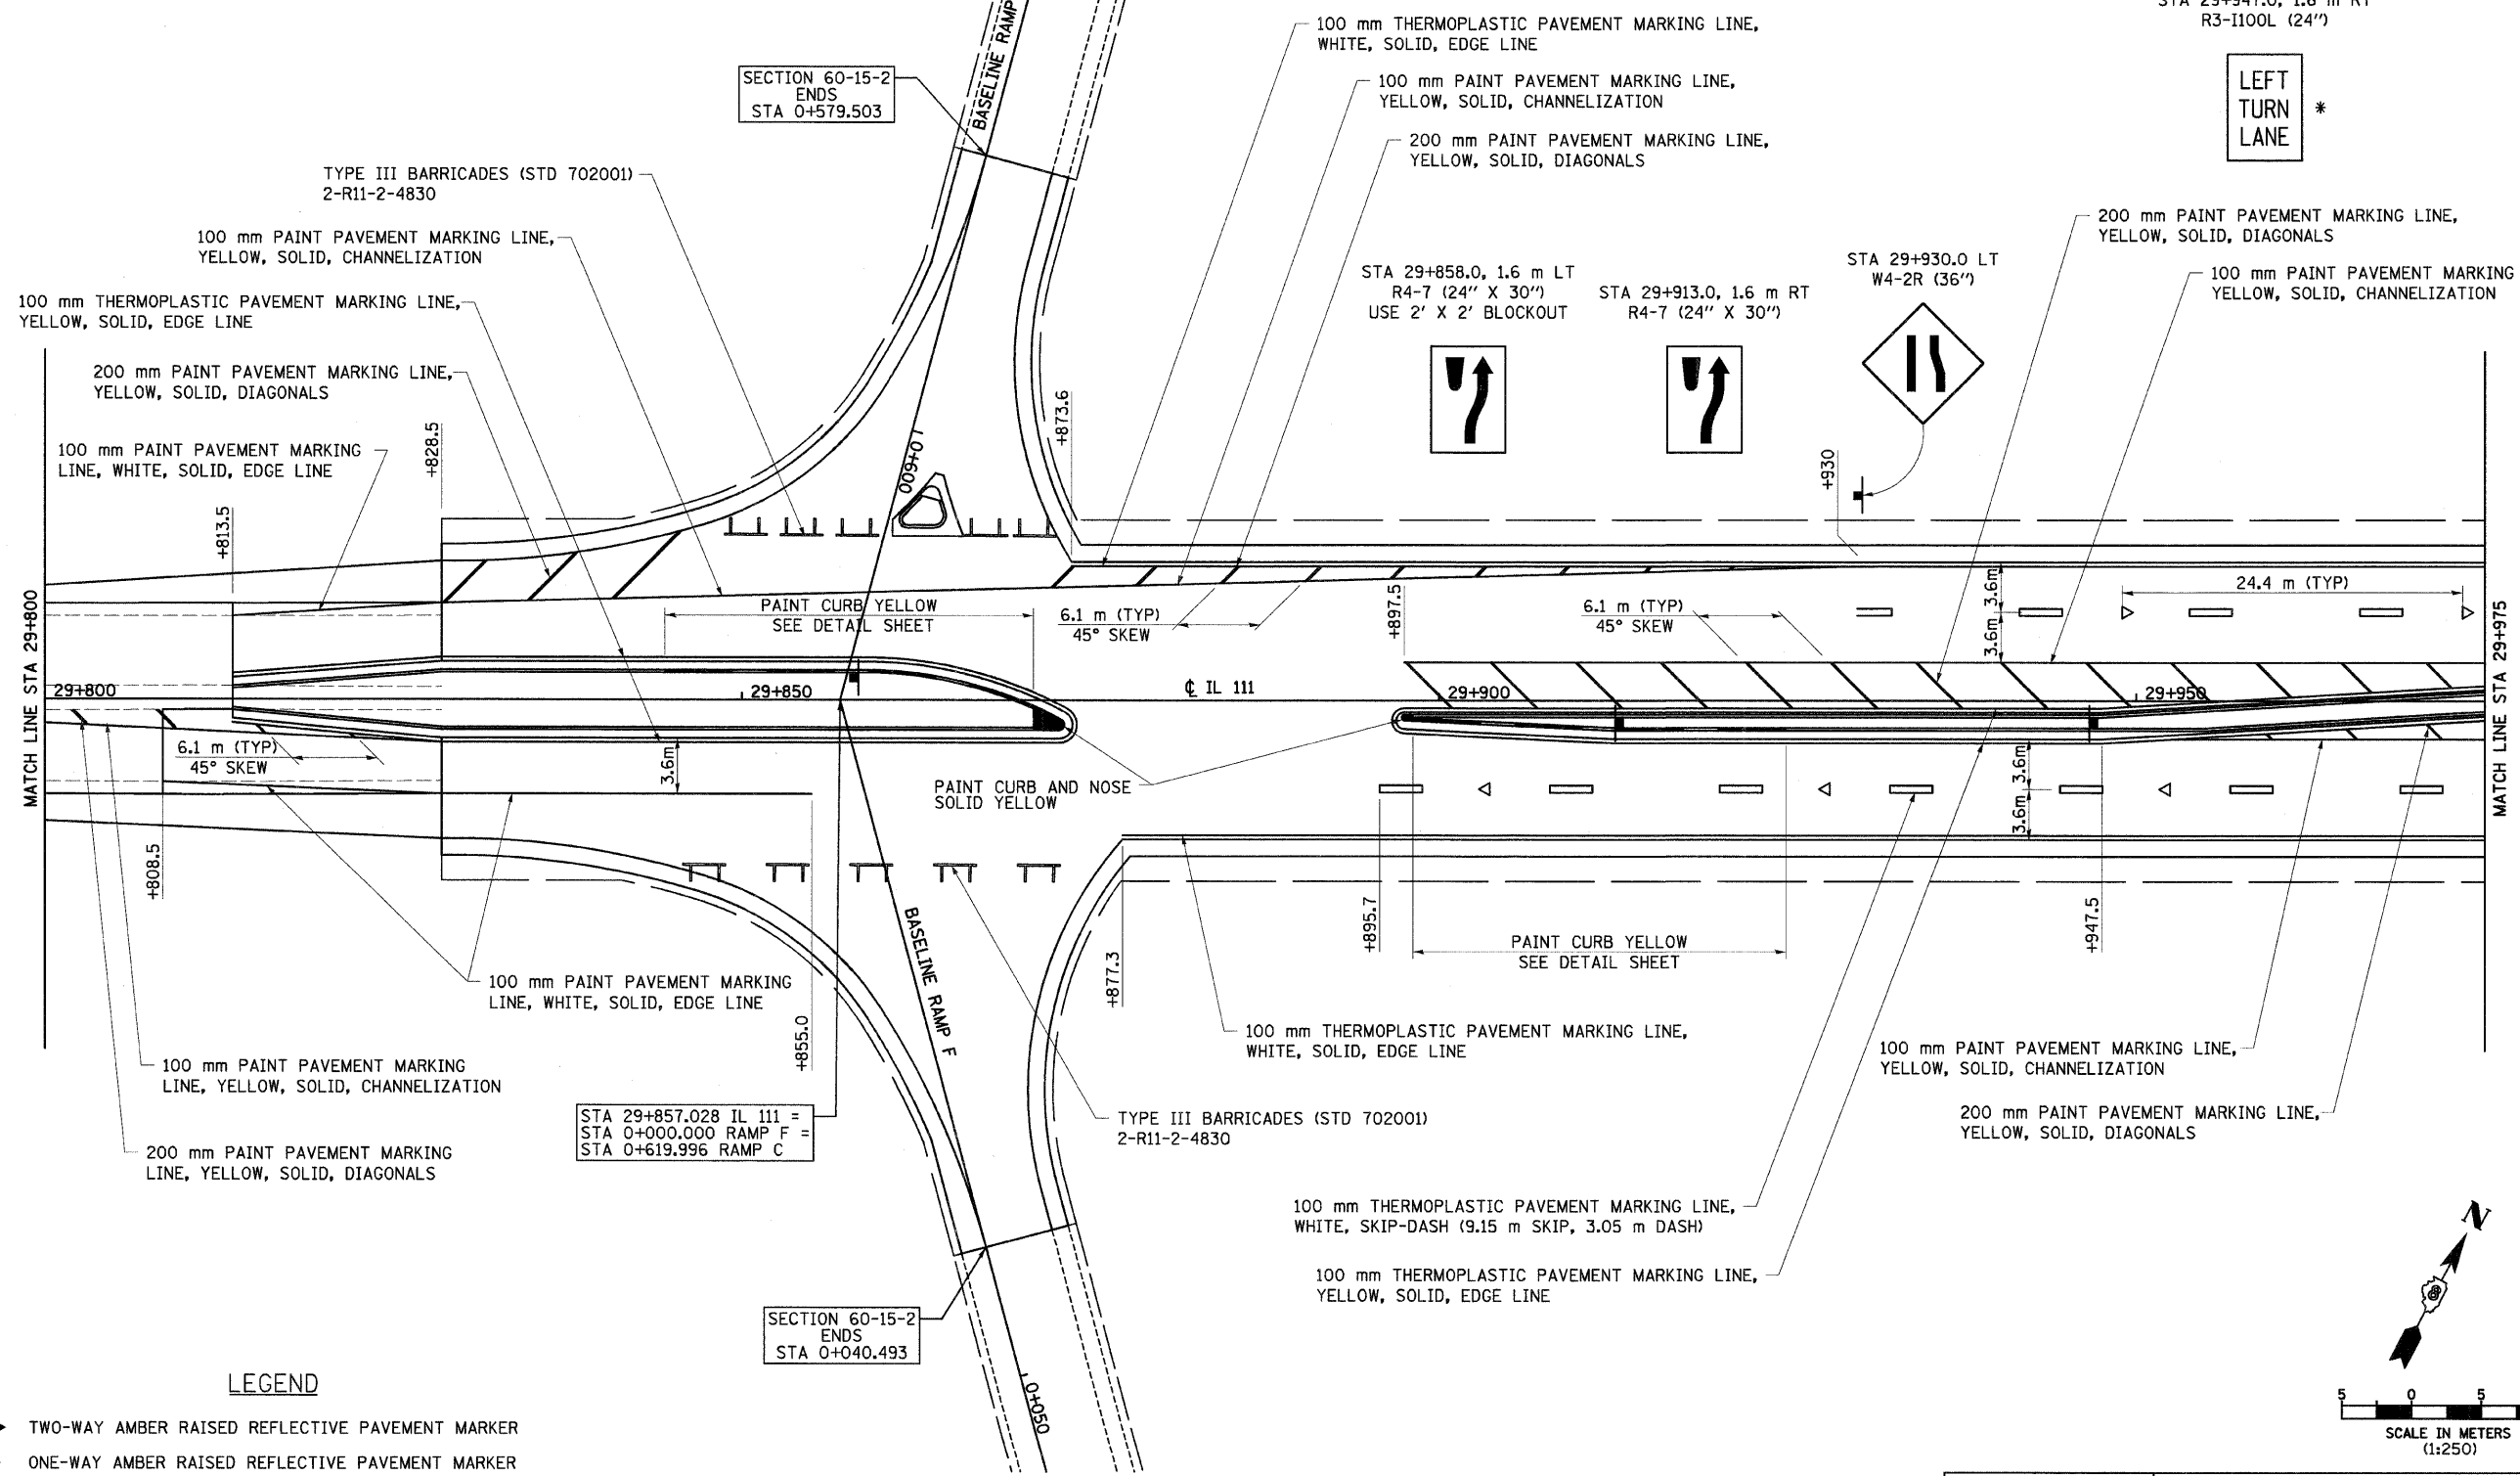 STA 29+947.0, 1.6 m RT
R3-I100L (24")
LEFT
TURN
LANE
*
100 mm THERMOPLASTIC PAVEMENT MARKING LINE,
WHITE, SOLID, EDGE LINE
100 mm PAINT PAVEMENT MARKING LINE,
YELLOW, SOLID, CHANNELIZATION
200 mm PAINT PAVEMENT MARKING LINE,
YELLOW, SOLID, DIAGONALS
BASELINE RAMP
SECTION 60-15-2
ENDS
STA 0+579.503
TYPE III BARRICADES (STD 702001)
2-R11-2-4830
100 mm PAINT PAVEMENT MARKING LINE,
YELLOW, SOLID, CHANNELIZATION
100 mm THERMOPLASTIC PAVEMENT MARKING LINE,
YELLOW, SOLID, EDGE LINE
200 mm PAINT PAVEMENT MARKING LINE,
YELLOW, SOLID, DIAGONALS
100 mm PAINT PAVEMENT MARKING
LINE, WHITE, SOLID, EDGE LINE
STA 29+858.0, 1.6 m LT
R4-7 (24" X 30")
USE 2' X 2' BLOCKOUT
STA 29+913.0, 1.6 m RT
R4-7 (24" X 30")
STA 29+930.0 LT
W4-2R (36")
200 mm PAINT PAVEMENT MARKING LINE,
YELLOW, SOLID, DIAGONALS
100 mm PAINT PAVEMENT MARKING
YELLOW, SOLID, CHANNELIZATION
+813.5
+828.5
0+600
+873.6
+930
MATCH LINE STA 29+800
PAINT CURB YELLOW
SEE DETAIL SHEET
6.1 m (TYP)
45° SKEW
+897.5
6.1 m (TYP)
45° SKEW
3.6m
3.6m
24.4 m (TYP)
MATCH LINE STA 29+975
29+800
29+850
℄ IL 111
29+900
29+950
6.1 m (TYP)
45° SKEW
3.6m
PAINT CURB AND NOSE
SOLID YELLOW
3.6m
3.6m
+808.5
+855.0
BASELINE RAMP F
+877.3
+895.7
PAINT CURB YELLOW
SEE DETAIL SHEET
+947.5
100 mm PAINT PAVEMENT MARKING
LINE, WHITE, SOLID, EDGE LINE
100 mm PAINT PAVEMENT MARKING
LINE, YELLOW, SOLID, CHANNELIZATION
200 mm PAINT PAVEMENT MARKING
LINE, YELLOW, SOLID, DIAGONALS
STA 29+857.028 IL 111 =
STA 0+000.000 RAMP F =
STA 0+619.996 RAMP C
100 mm THERMOPLASTIC PAVEMENT MARKING LINE,
WHITE, SOLID, EDGE LINE
TYPE III BARRICADES (STD 702001)
2-R11-2-4830
100 mm PAINT PAVEMENT MARKING LINE,
YELLOW, SOLID, CHANNELIZATION
200 mm PAINT PAVEMENT MARKING LINE,
YELLOW, SOLID, DIAGONALS
100 mm THERMOPLASTIC PAVEMENT MARKING LINE,
WHITE, SKIP-DASH (9.15 m SKIP, 3.05 m DASH)
100 mm THERMOPLASTIC PAVEMENT MARKING LINE,
YELLOW, SOLID, EDGE LINE
SECTION 60-15-2
ENDS
STA 0+040.493
0+050
N
5 0 5
SCALE IN METERS
(1:250)
LEGEND
TWO-WAY AMBER RAISED REFLECTIVE PAVEMENT MARKER
ONE-WAY AMBER RAISED REFLECTIVE PAVEMENT MARKER